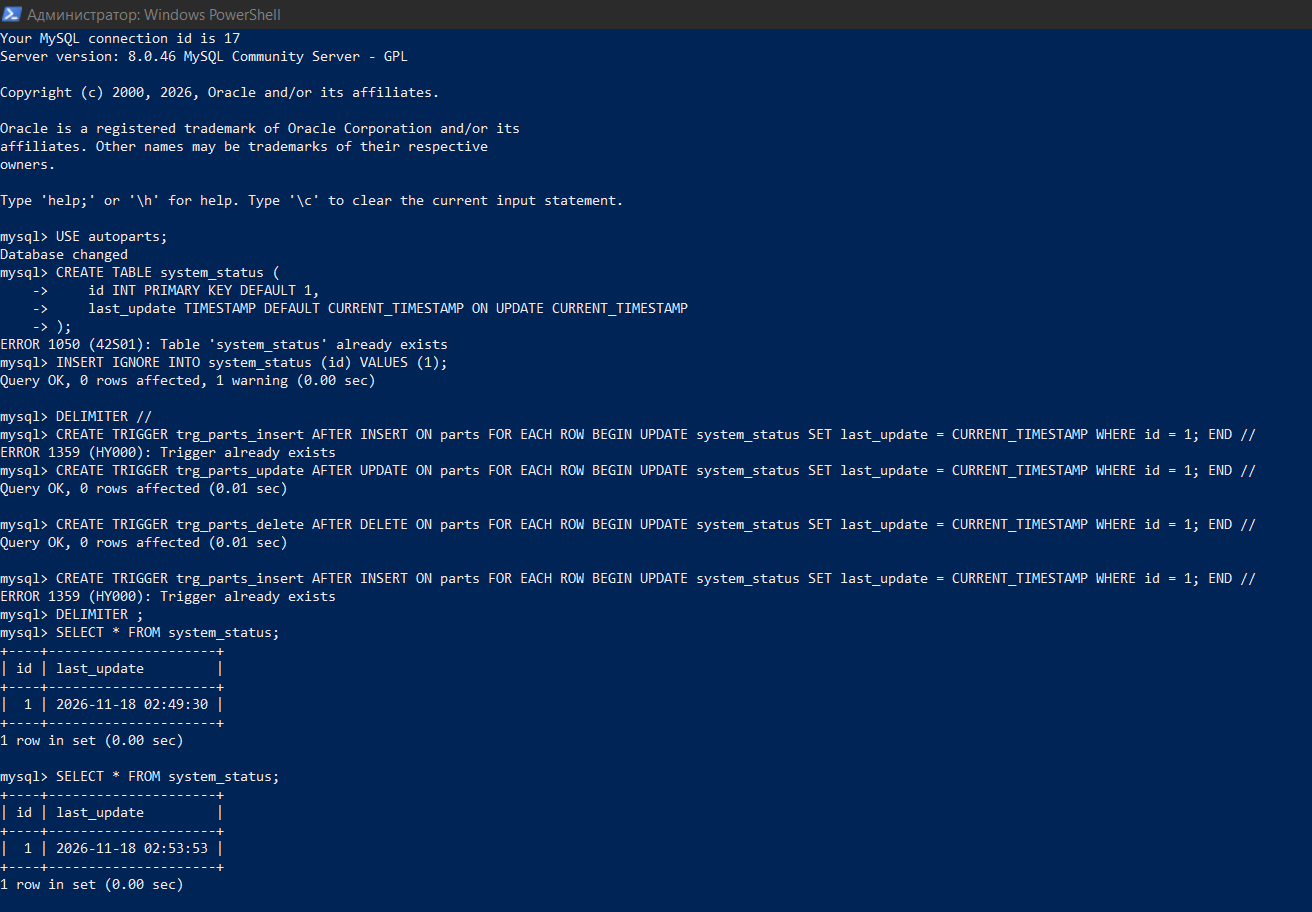 Администратор: Windows PowerShell
Your MySQL connection id is 17
Server version: 8.0.46 MySQL Community Server - GPL
Copyright (c) 2000, 2026, Oracle and/or its affiliates.
Oracle is a registered trademark of Oracle Corporation and/or its
affiliates. Other names may be trademarks of their respective
owners.
Type 'help;' or '\h' for help. Type '\c' to clear the current input statement.
mysql> USE autoparts;
Database changed
mysql> CREATE TABLE system_status (
    ->     id INT PRIMARY KEY DEFAULT 1,
    ->     last_update TIMESTAMP DEFAULT CURRENT_TIMESTAMP ON UPDATE CURRENT_TIMESTAMP
    -> );
ERROR 1050 (42S01): Table 'system_status' already exists
mysql> INSERT IGNORE INTO system_status (id) VALUES (1);
Query OK, 0 rows affected, 1 warning (0.00 sec)
mysql> DELIMITER //
mysql> CREATE TRIGGER trg_parts_insert AFTER INSERT ON parts FOR EACH ROW BEGIN UPDATE system_status SET last_update = CURRENT_TIMESTAMP WHERE id = 1; END //
ERROR 1359 (HY000): Trigger already exists
mysql> CREATE TRIGGER trg_parts_update AFTER UPDATE ON parts FOR EACH ROW BEGIN UPDATE system_status SET last_update = CURRENT_TIMESTAMP WHERE id = 1; END //
Query OK, 0 rows affected (0.01 sec)
mysql> CREATE TRIGGER trg_parts_delete AFTER DELETE ON parts FOR EACH ROW BEGIN UPDATE system_status SET last_update = CURRENT_TIMESTAMP WHERE id = 1; END //
Query OK, 0 rows affected (0.01 sec)
mysql> CREATE TRIGGER trg_parts_insert AFTER INSERT ON parts FOR EACH ROW BEGIN UPDATE system_status SET last_update = CURRENT_TIMESTAMP WHERE id = 1; END //
ERROR 1359 (HY000): Trigger already exists
mysql> DELIMITER ;
mysql> SELECT * FROM system_status;
+----+---------------------+
| id | last_update         |
+----+---------------------+
|  1 | 2026-11-18 02:49:30 |
+----+---------------------+
1 row in set (0.00 sec)
mysql> SELECT * FROM system_status;
+----+---------------------+
| id | last_update         |
+----+---------------------+
|  1 | 2026-11-18 02:53:53 |
+----+---------------------+
1 row in set (0.00 sec)